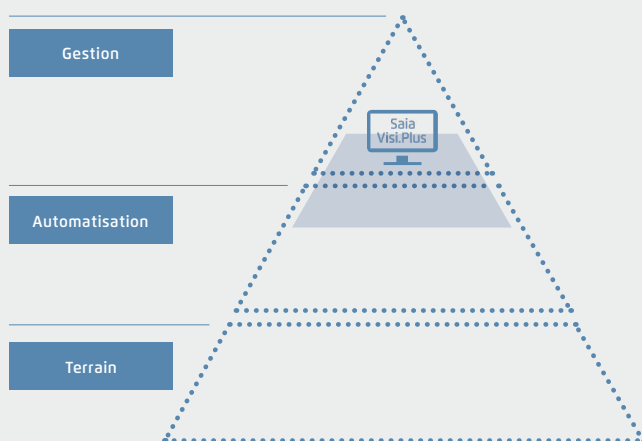 Gestion
Saia
Visi.Plus
Automatisation
Terrain